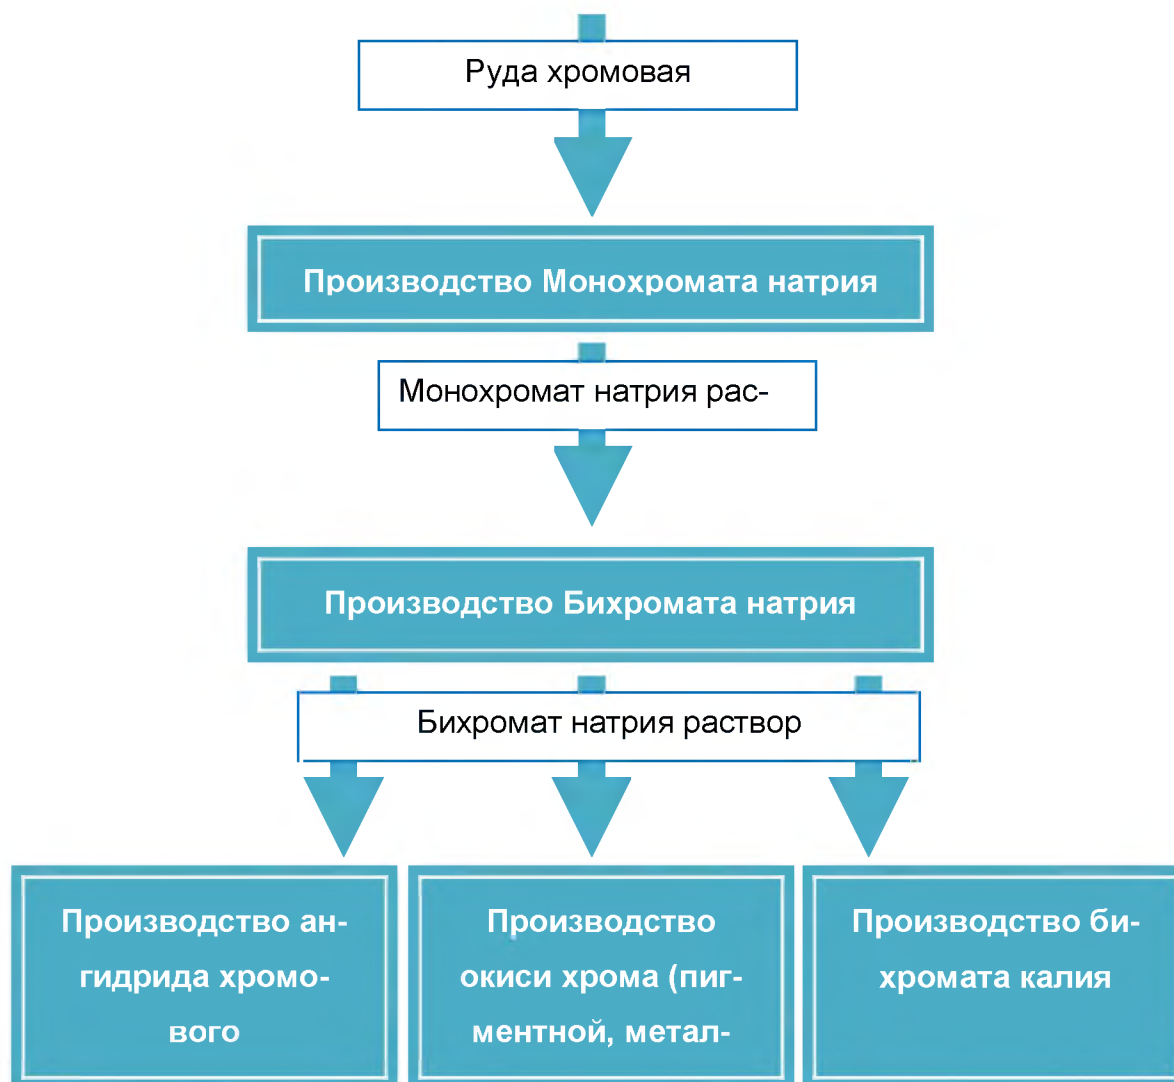 Руда хромовая
Производство Монохромата натрия
Монохромат натрия рас-
Производство Бихромата натрия
Бихромат натрия раствор
Производство ан-
гидрида хромо-
вого
Производство
окиси хрома (пиг-
ментной, метал-
Производство би-
хромата калия